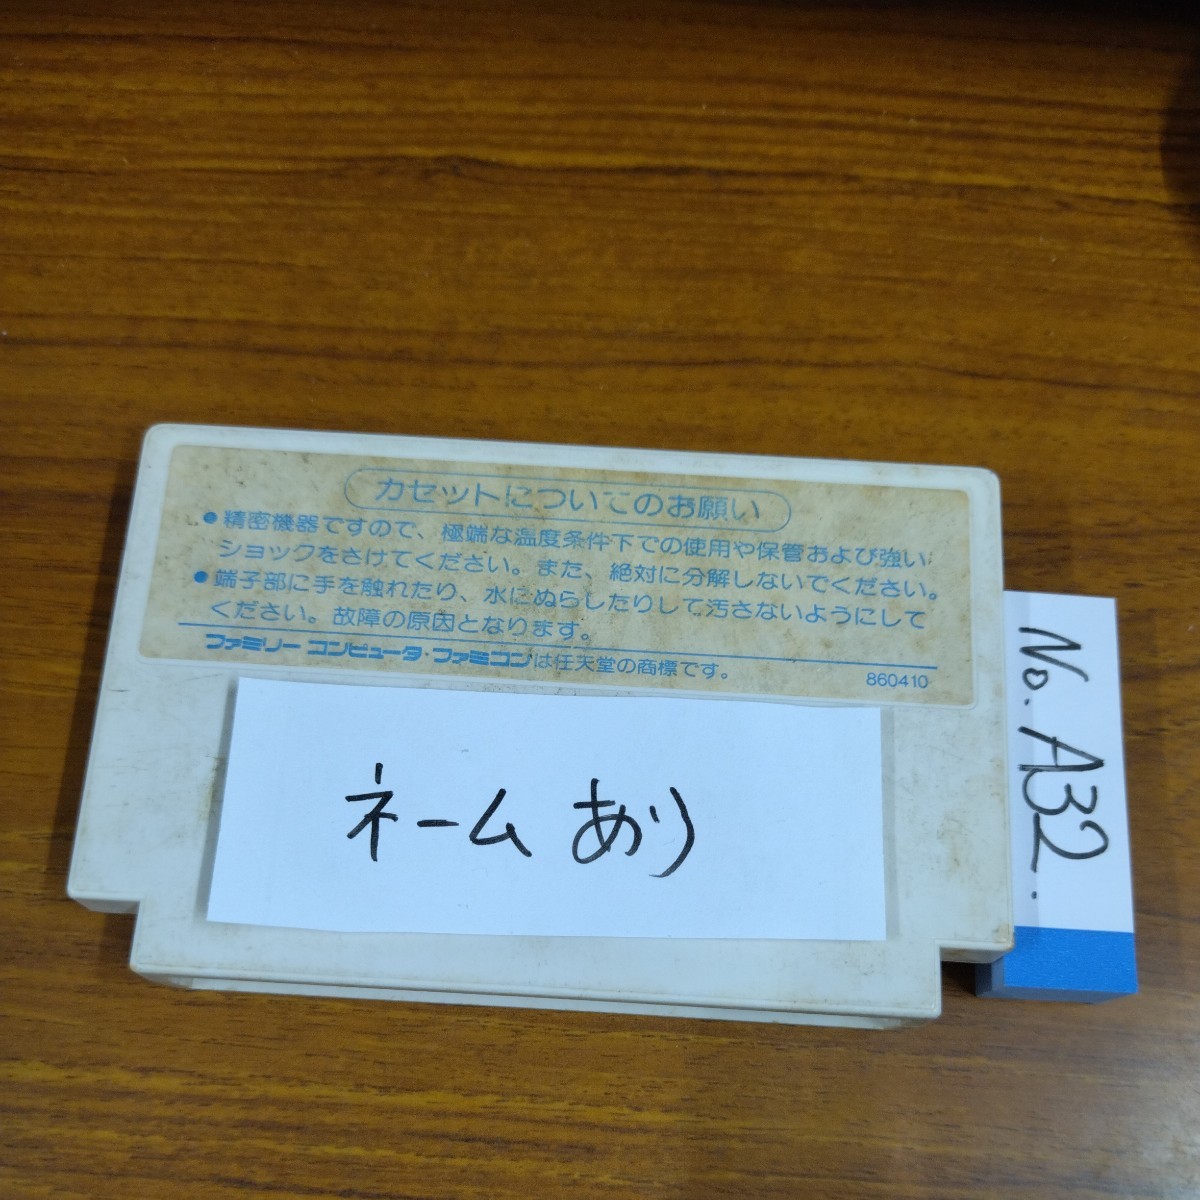 カセットについてのお願い
●精密機器ですので、極端な温度条件下での使用や保管および強い
ショックをさけてください。また、絶対に分解しないでください。
●端子部に手を触れたり、水にぬらしたりして汚さないようにして
ください。故障の原因となります。
ファミリーコンピュータ・ファミコンは任天堂の商標です。
860410
ネームあり
No. A32.